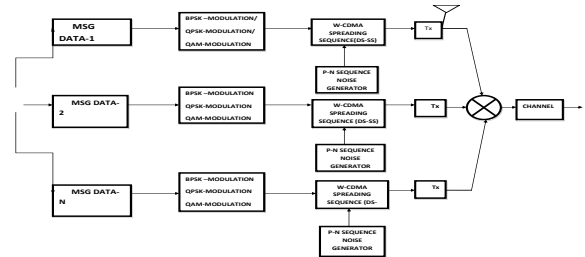 MSG
DATA-1
BPSK –MODULATION/
QPSK-MODULATION/
QAM-MODULATION
W-CDMA
SPREADING
SEQUENCE(DS-SS)
Tx
P-N SEQUENCE
NOISE
GENERATOR
MSG DATA-
2
BPSK –MODULATION
QPSK-MODULATION
QAM-MODULATION
W-CDMA
SPREADING
SEQUENCE (DS-SS)
Tx
CHANNEL
P-N SEQUENCE
NOISE
GENERATOR
MSG DATA-
N
BPSK –MODULATION
QPSK-MODULATION
QAM-MODULATION
W-CDMA
SPREADING
SEQUENCE (DS-
Tx
P-N SEQUENCE
NOISE
GENERATOR